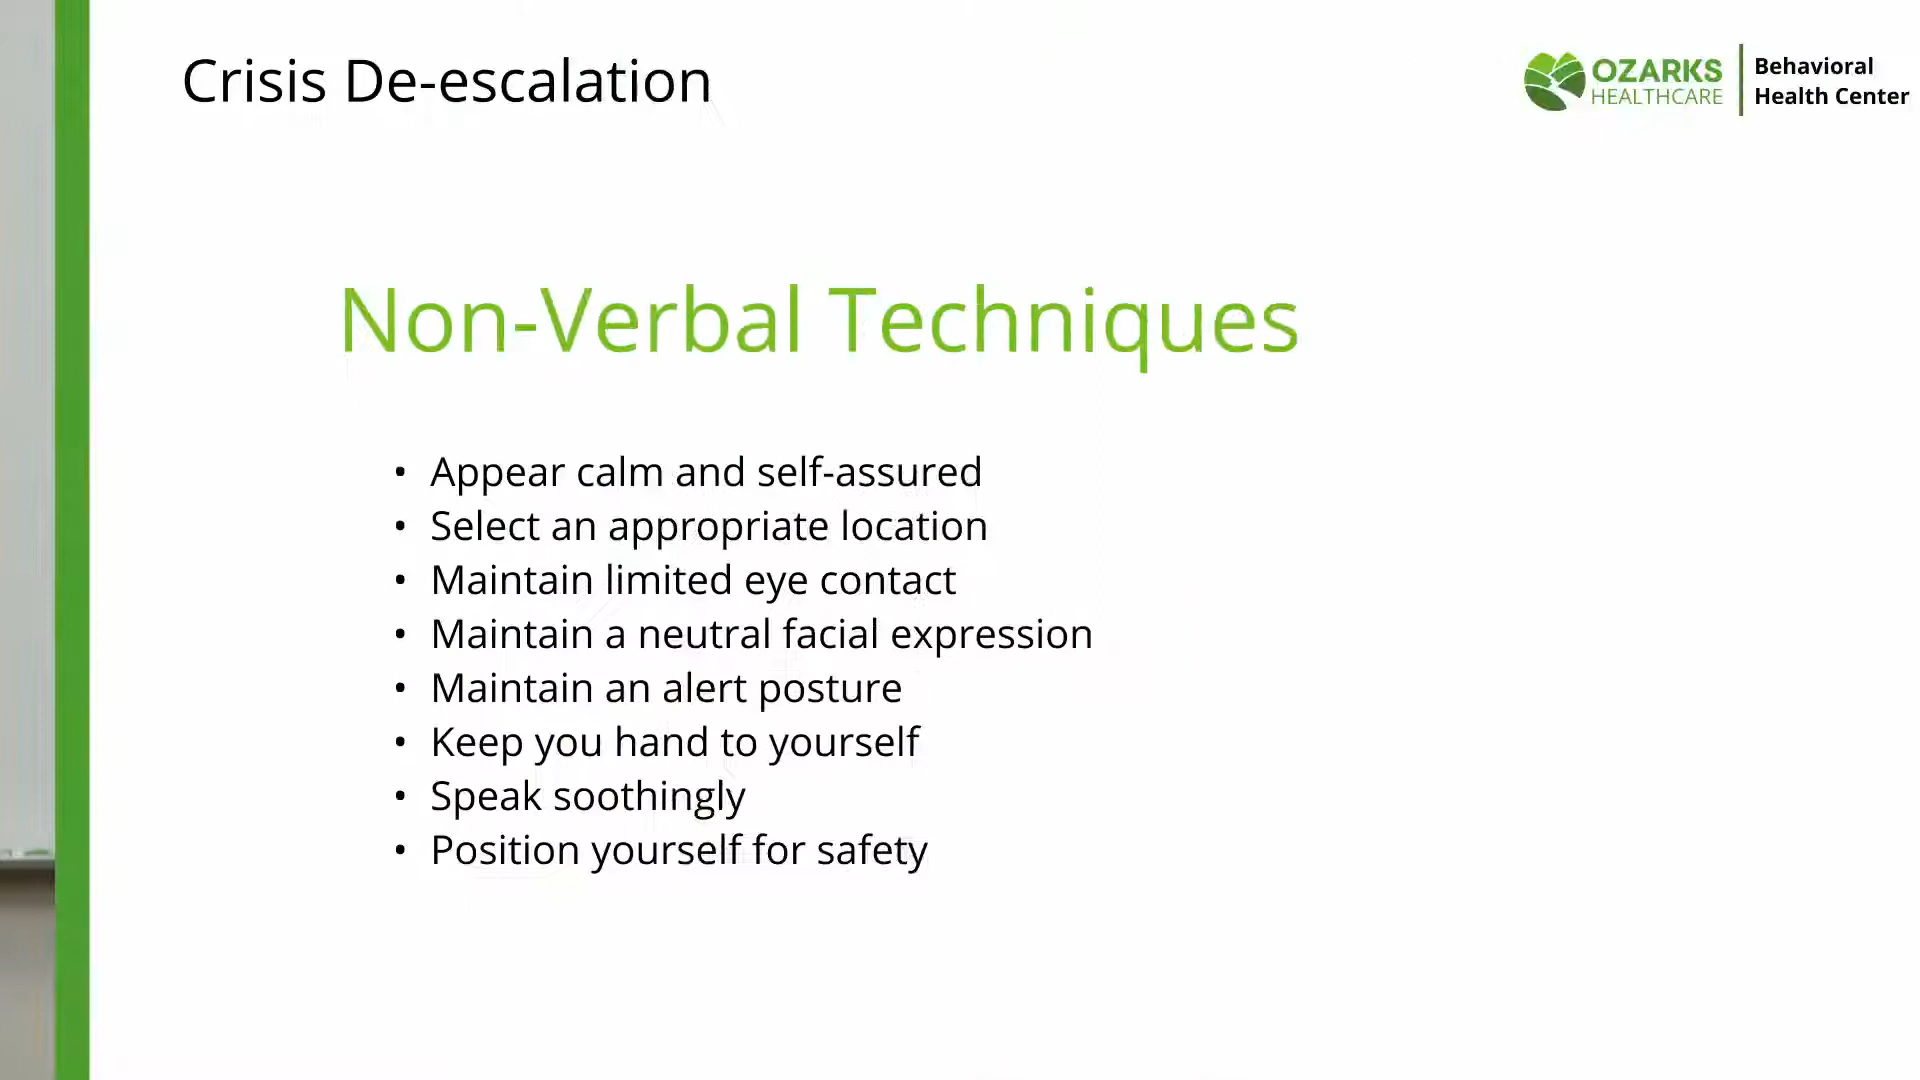 Crisis De-escalation
OZARKS
HEALTHCARE
Behavioral
Health Center
Non-Verbal Techniques
• Appear calm and self-assured
• Select an appropriate location
• Maintain limited eye contact
• Maintain a neutral facial expression
• Maintain an alert posture
• Keep you hand to yourself
• Speak soothingly
• Position yourself for safety